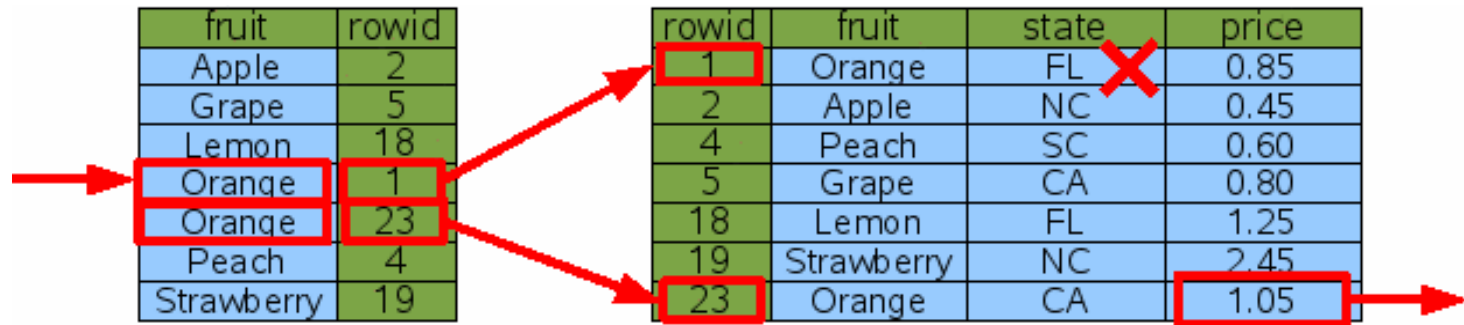 fruit rowid
Apple 2
Grape 5
Lemon 18
Orange 1
Orange 23
Peach 4
Strawberry 19
rowid fruit state price
1 Orange FL 0.85
2 Apple NC 0.45
4 Peach SC 0.60
5 Grape CA 0.80
18 Lemon FL 1.25
19 Strawberry NC 2.45
23 Orange CA 1.05